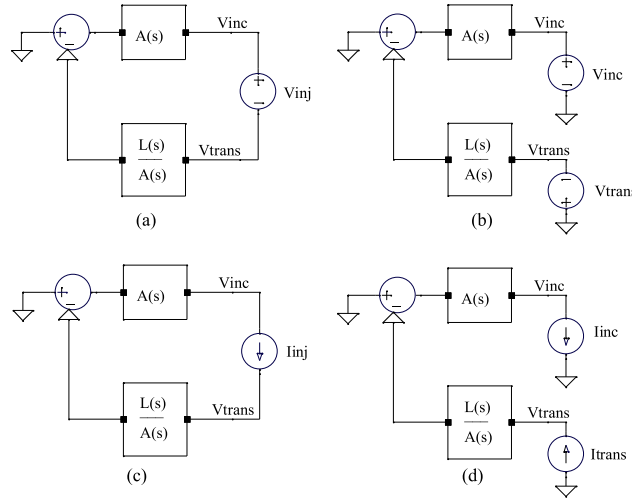 Vinc
+
−
A(s)
+
−
Vinj
L(s)
A(s)
Vtrans
(a)
Vinc
+
−
A(s)
+
−
Vinc
L(s)
A(s)
Vtrans
−
+
Vtrans
(b)
Vinc
+
−
A(s)
Iinj
L(s)
A(s)
Vtrans
(c)
Vinc
+
−
A(s)
Iinc
L(s)
A(s)
Vtrans
Itrans
(d)